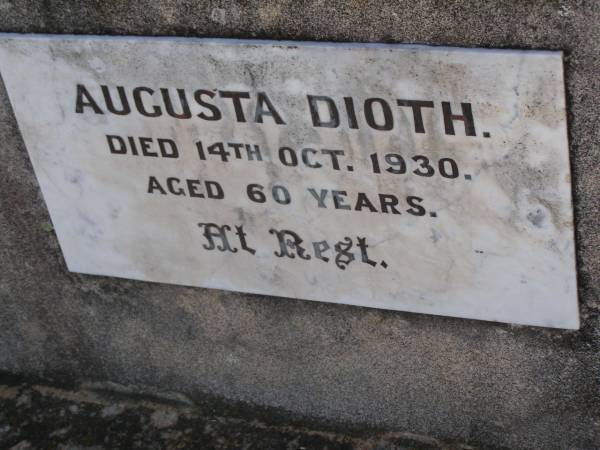 AUGUSTA DIOTH.
DIED 14TH OCT. 1930.
AGED 60 YEARS.
At Rest.